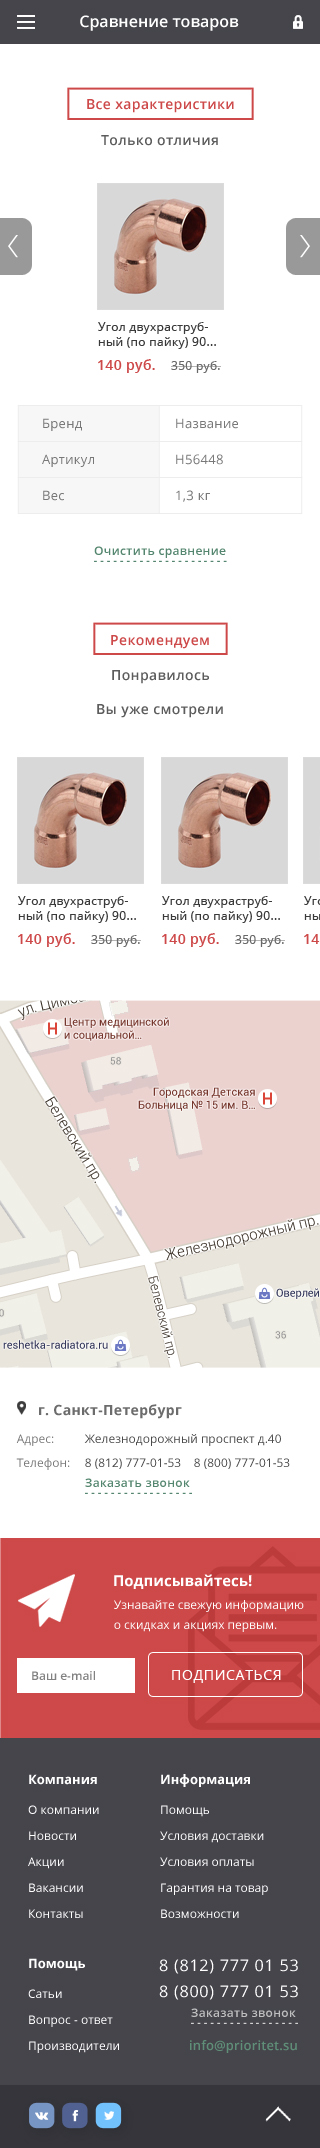 Сравнение товаров
Все характеристики
Только отличия
Угол двухраструб-
ный (по пайку) 90...
140 руб. 350 руб.
Бренд Название
Артикул H56448
Вес 1,3 кг
Очистить сравнение
Рекомендуем
Понравилось
Вы уже смотрели
Угол двухраструб-
ный (по пайку) 90...
140 руб. 350 руб.
Угол двухраструб-
ный (по пайку) 90...
140 руб. 350 руб.
Уг
ны
14
ул. Цимб
Центр медицинской
и социальной...
58
Городская Детская
Больница № 15 им. В...
Белевский пр.
Железнодорожный пр.
Белевский пр.
Оверлей
0
36
reshetka-radiatora.ru
г. Санкт-Петербург
Адрес: Железнодорожный проспект д.40
Телефон: 8 (812) 777-01-53 8 (800) 777-01-53
Заказать звонок
Подписывайтесь!
Узнавайте свежую информацию
о скидках и акциях первым.
Ваш e-mail
ПОДПИСАТЬСЯ
Компания
О компании
Новости
Акции
Вакансии
Контакты
Информация
Помощь
Условия доставки
Условия оплаты
Гарантия на товар
Возможности
Помощь
Сатьи
Вопрос - ответ
Производители
8 (812) 777 01 53
8 (800) 777 01 53
Заказать звонок
info@prioritet.su